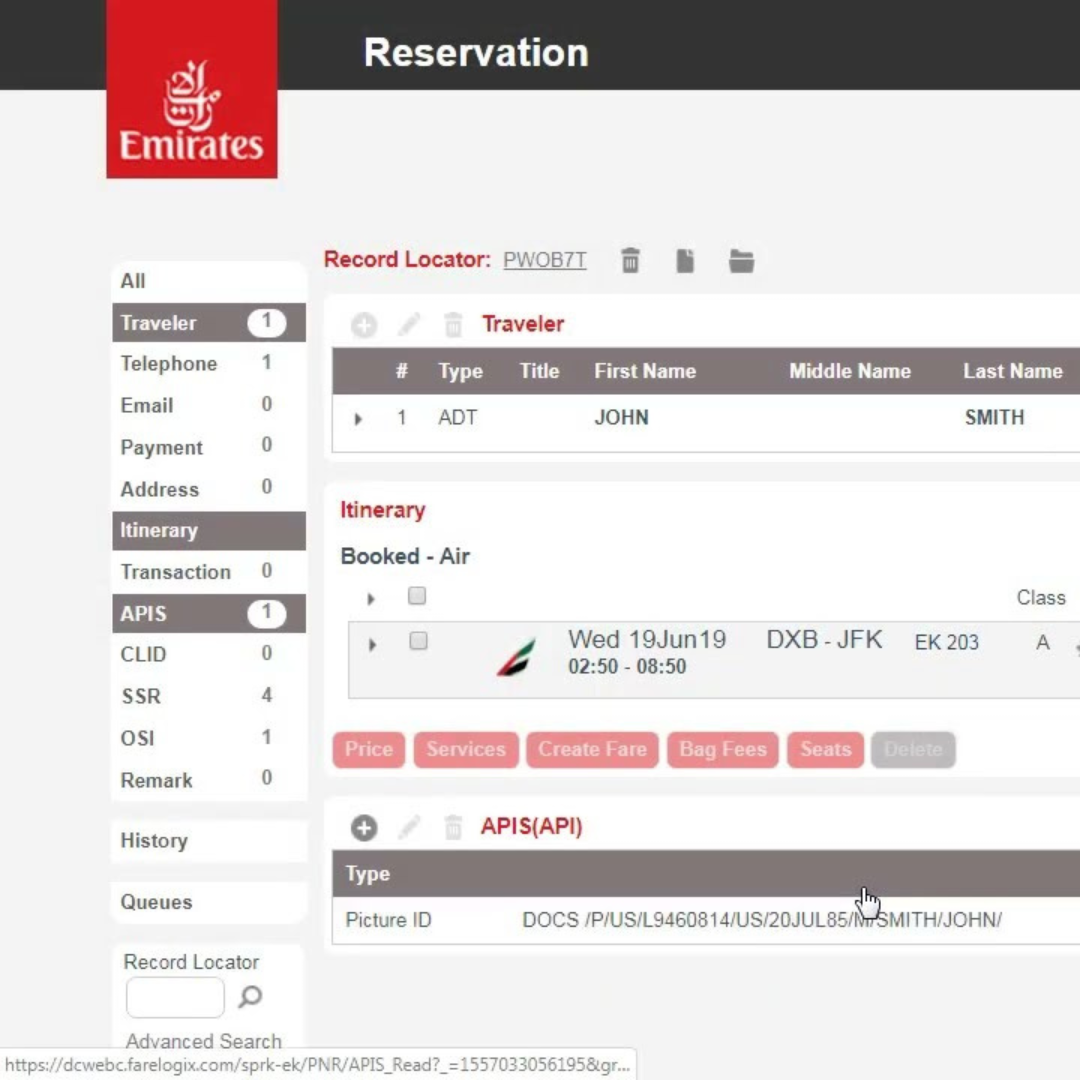 Reservation
Emirates
Record Locator: PWOB7T
All
Traveler 1
Telephone 1
Email 0
Payment 0
Address 0
Itinerary
Transaction 0
APIS 1
CLID 0
SSR 4
OSI 1
Remark 0
History
Queues
Record Locator
Advanced Search
Traveler
# Type Title First Name Middle Name Last Name
1 ADT JOHN SMITH
Itinerary
Booked - Air
Class
Wed 19Jun19 DXB - JFK EK 203 A
02:50 - 08:50
Price Services Create Fare Bag Fees Seats Delete
APIS(API)
Type
Picture ID DOCS /P/US/L9460814/US/20JUL85/M/SMITH/JOHN/
https://dcwebc.farelogix.com/sprk-ek/PNR/APIS_Read?_=1557033056195&gr...